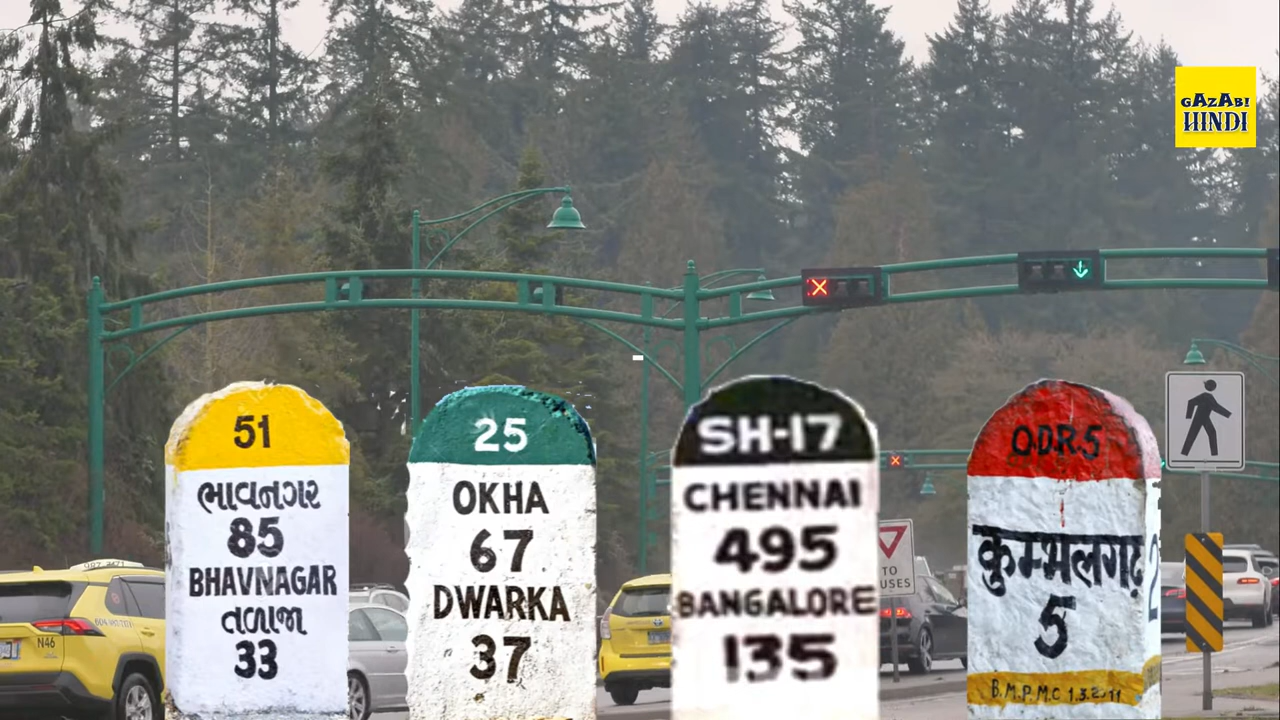 GAZABI
HINDI
51
ભાવનગર
85
BHAVNAGAR
તળાજા
33
25
OKHA
67
DWARKA
37
SH-17
CHENNAI
495
BANGALORE
135
O.D.R.5
कुम्भलगढ़
5
B.M.P.M.C 1.3.2011
N46
TO
USES